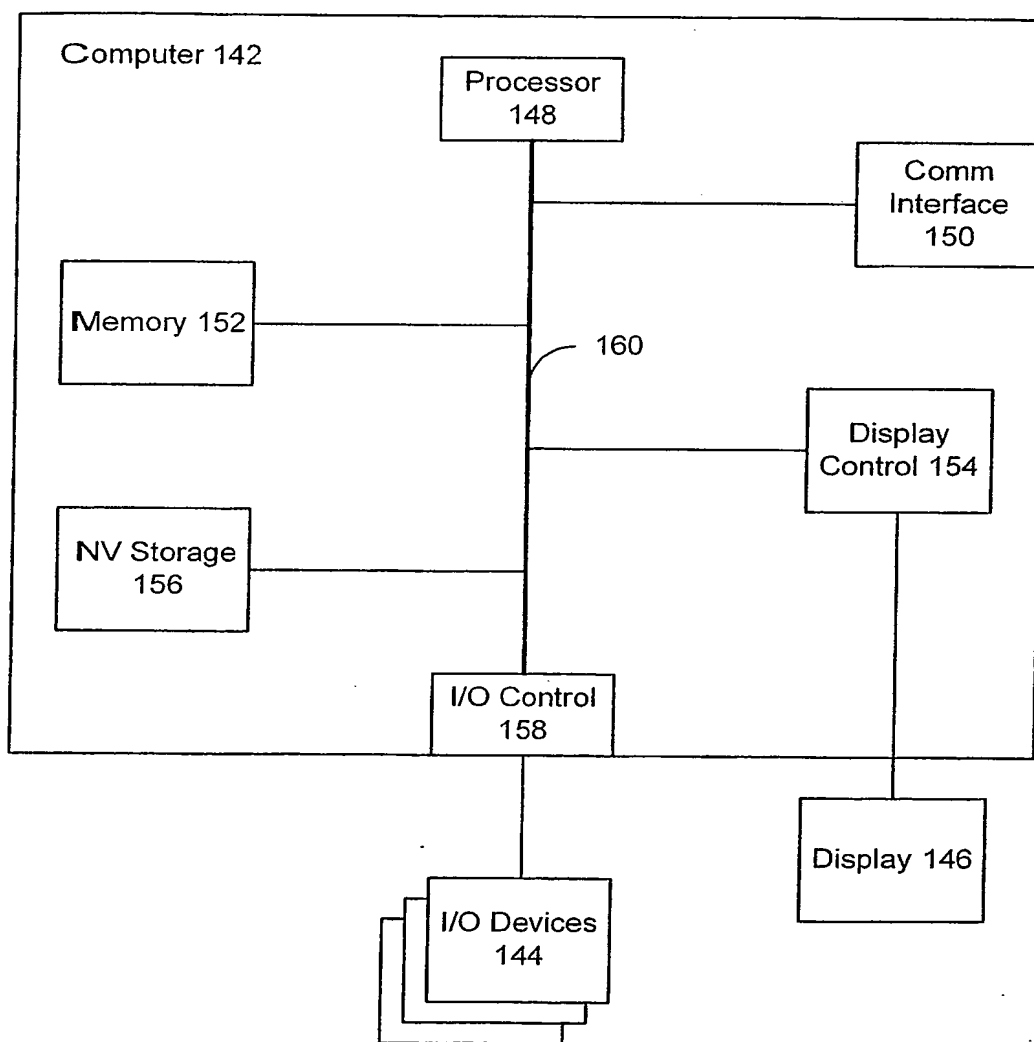 Computer 142
Processor
148
Comm
Interface
150
Memory 152
160
Display
Control 154
NV Storage
156
I/O Control
158
Display 146
I/O Devices
144